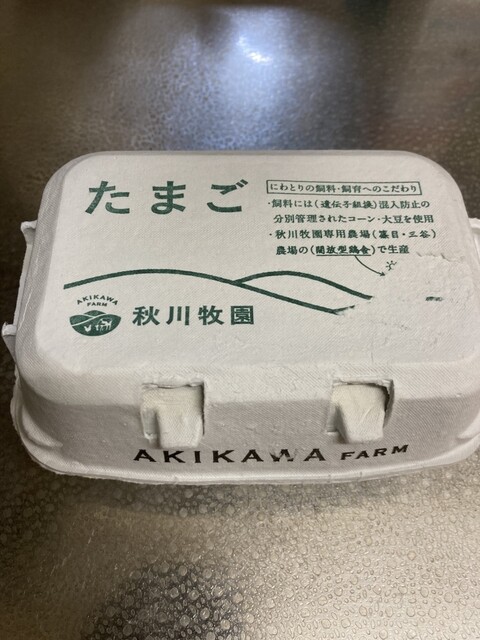 たまご
にわとりの飼料・飼育へのこだわり
・飼料には(遺伝子組換)混入防止の
分別管理されたコーン・大豆を使用
・秋川牧園専用農場(蓋目・三谷)
農場の(開放型鶏舎)で生産
AKIKAWA
FARM
秋川牧園
AKIKAWA FARM